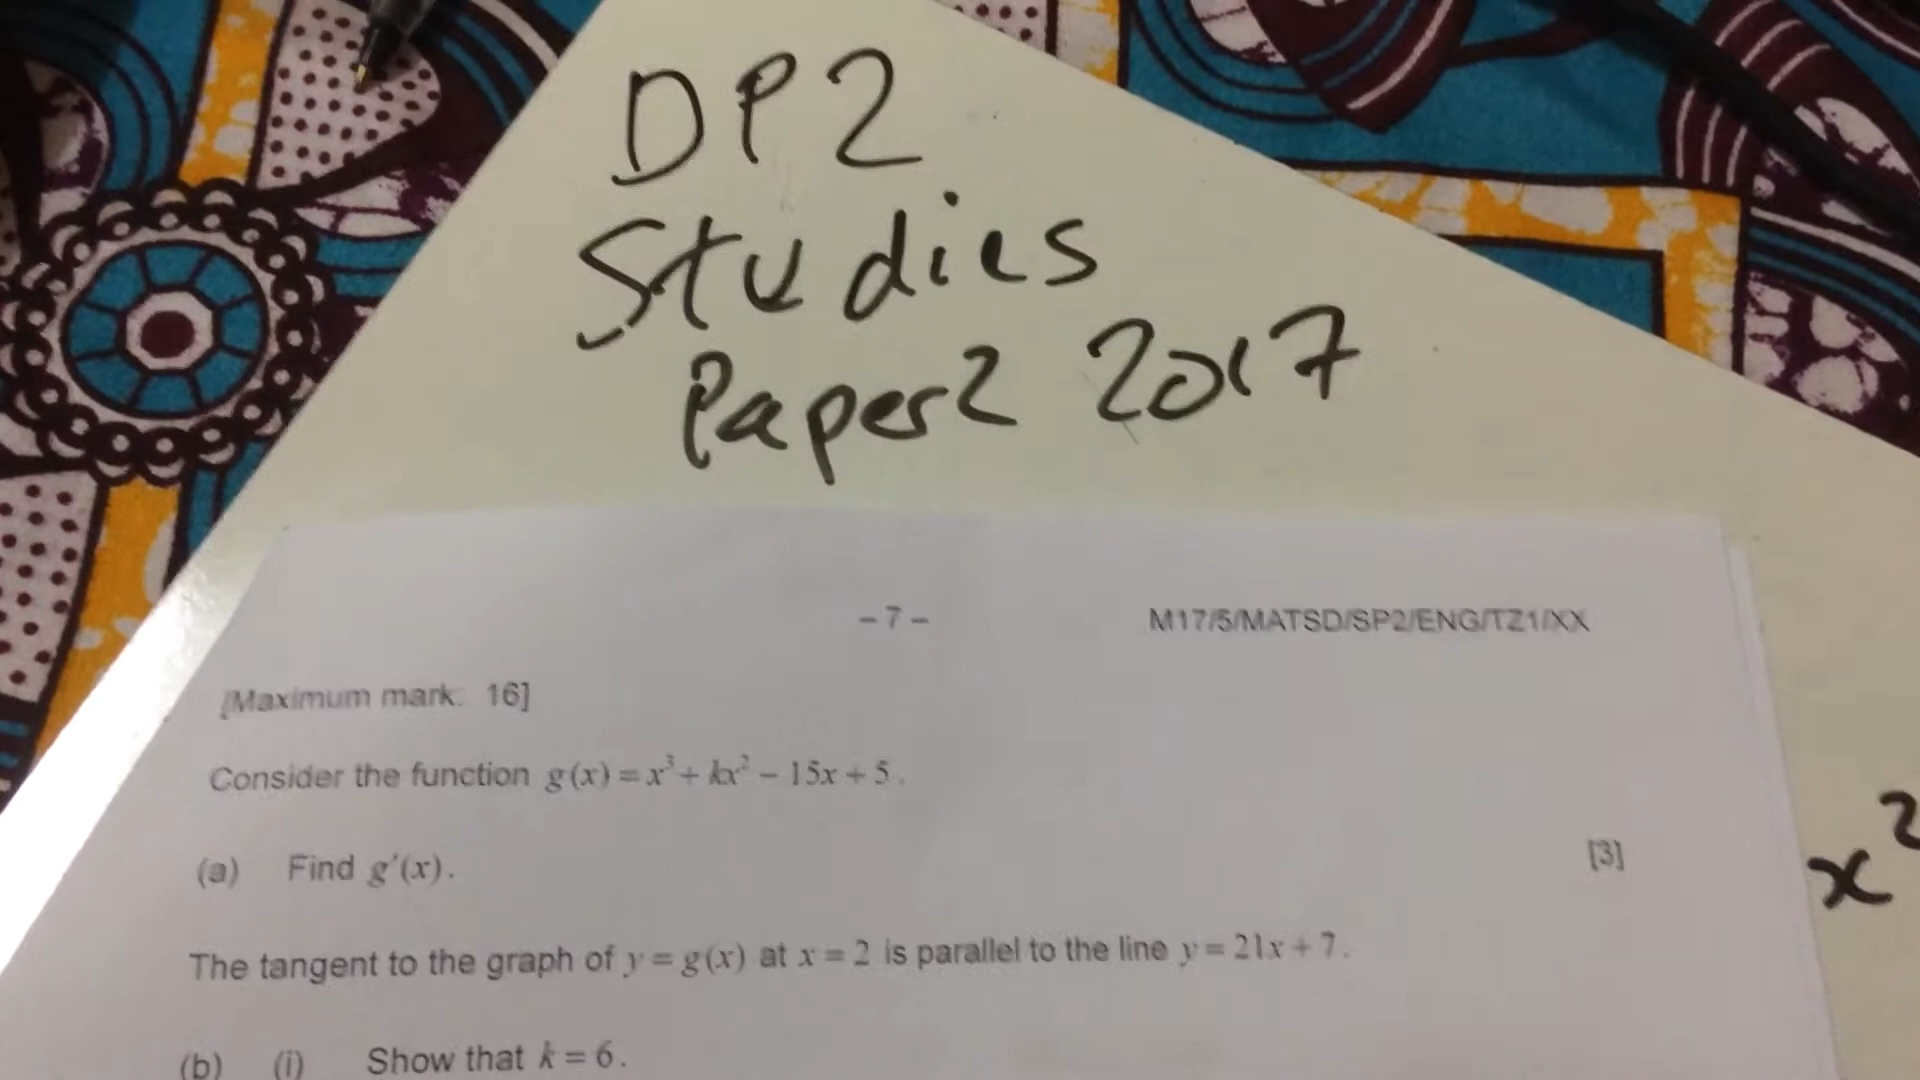 DP2
Studies
Paper2 2017
– 7 – M17/5/MATSD/SP2/ENG/TZ1/XX
[Maximum mark: 16]
Consider the function g(x) = x³ + kx² − 15x + 5.
(a) Find g′(x). [3]
x²
The tangent to the graph of y = g(x) at x = 2 is parallel to the line y = 21x + 7.
(b) (i) Show that k = 6.